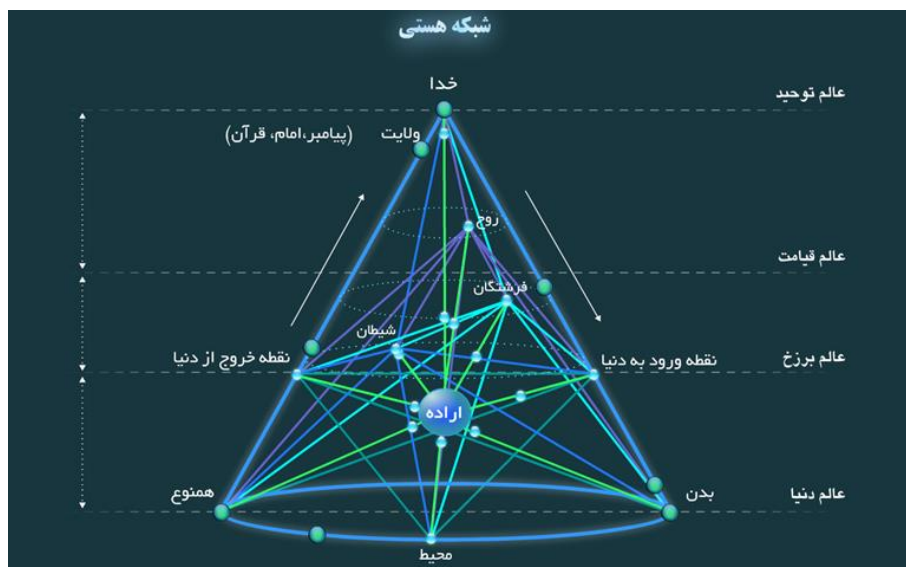 شبکه هستی
خدا
عالم توحید
ولایت (پیامبر،امام، قرآن)
روح
عالم قیامت
فرشتگان
شیطان
عالم برزخ
نقطه ورود به دنیا
نقطه خروج از دنیا
اراده
عالم دنیا
بدن
همنوع
محیط